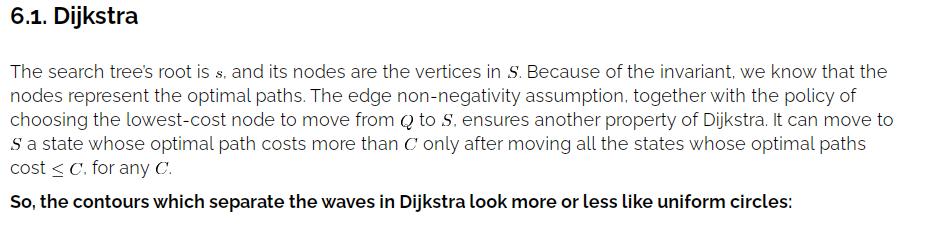 6.1. Dijkstra
The search tree's root is s, and its nodes are the vertices in S. Because of the invariant, we know that the
nodes represent the optimal paths. The edge non-negativity assumption, together with the policy of
choosing the lowest-cost node to move from Q to S, ensures another property of Dijkstra. It can move to
S a state whose optimal path costs more than C only after moving all the states whose optimal paths
cost ≤ C, for any C.
So, the contours which separate the waves in Dijkstra look more or less like uniform circles: